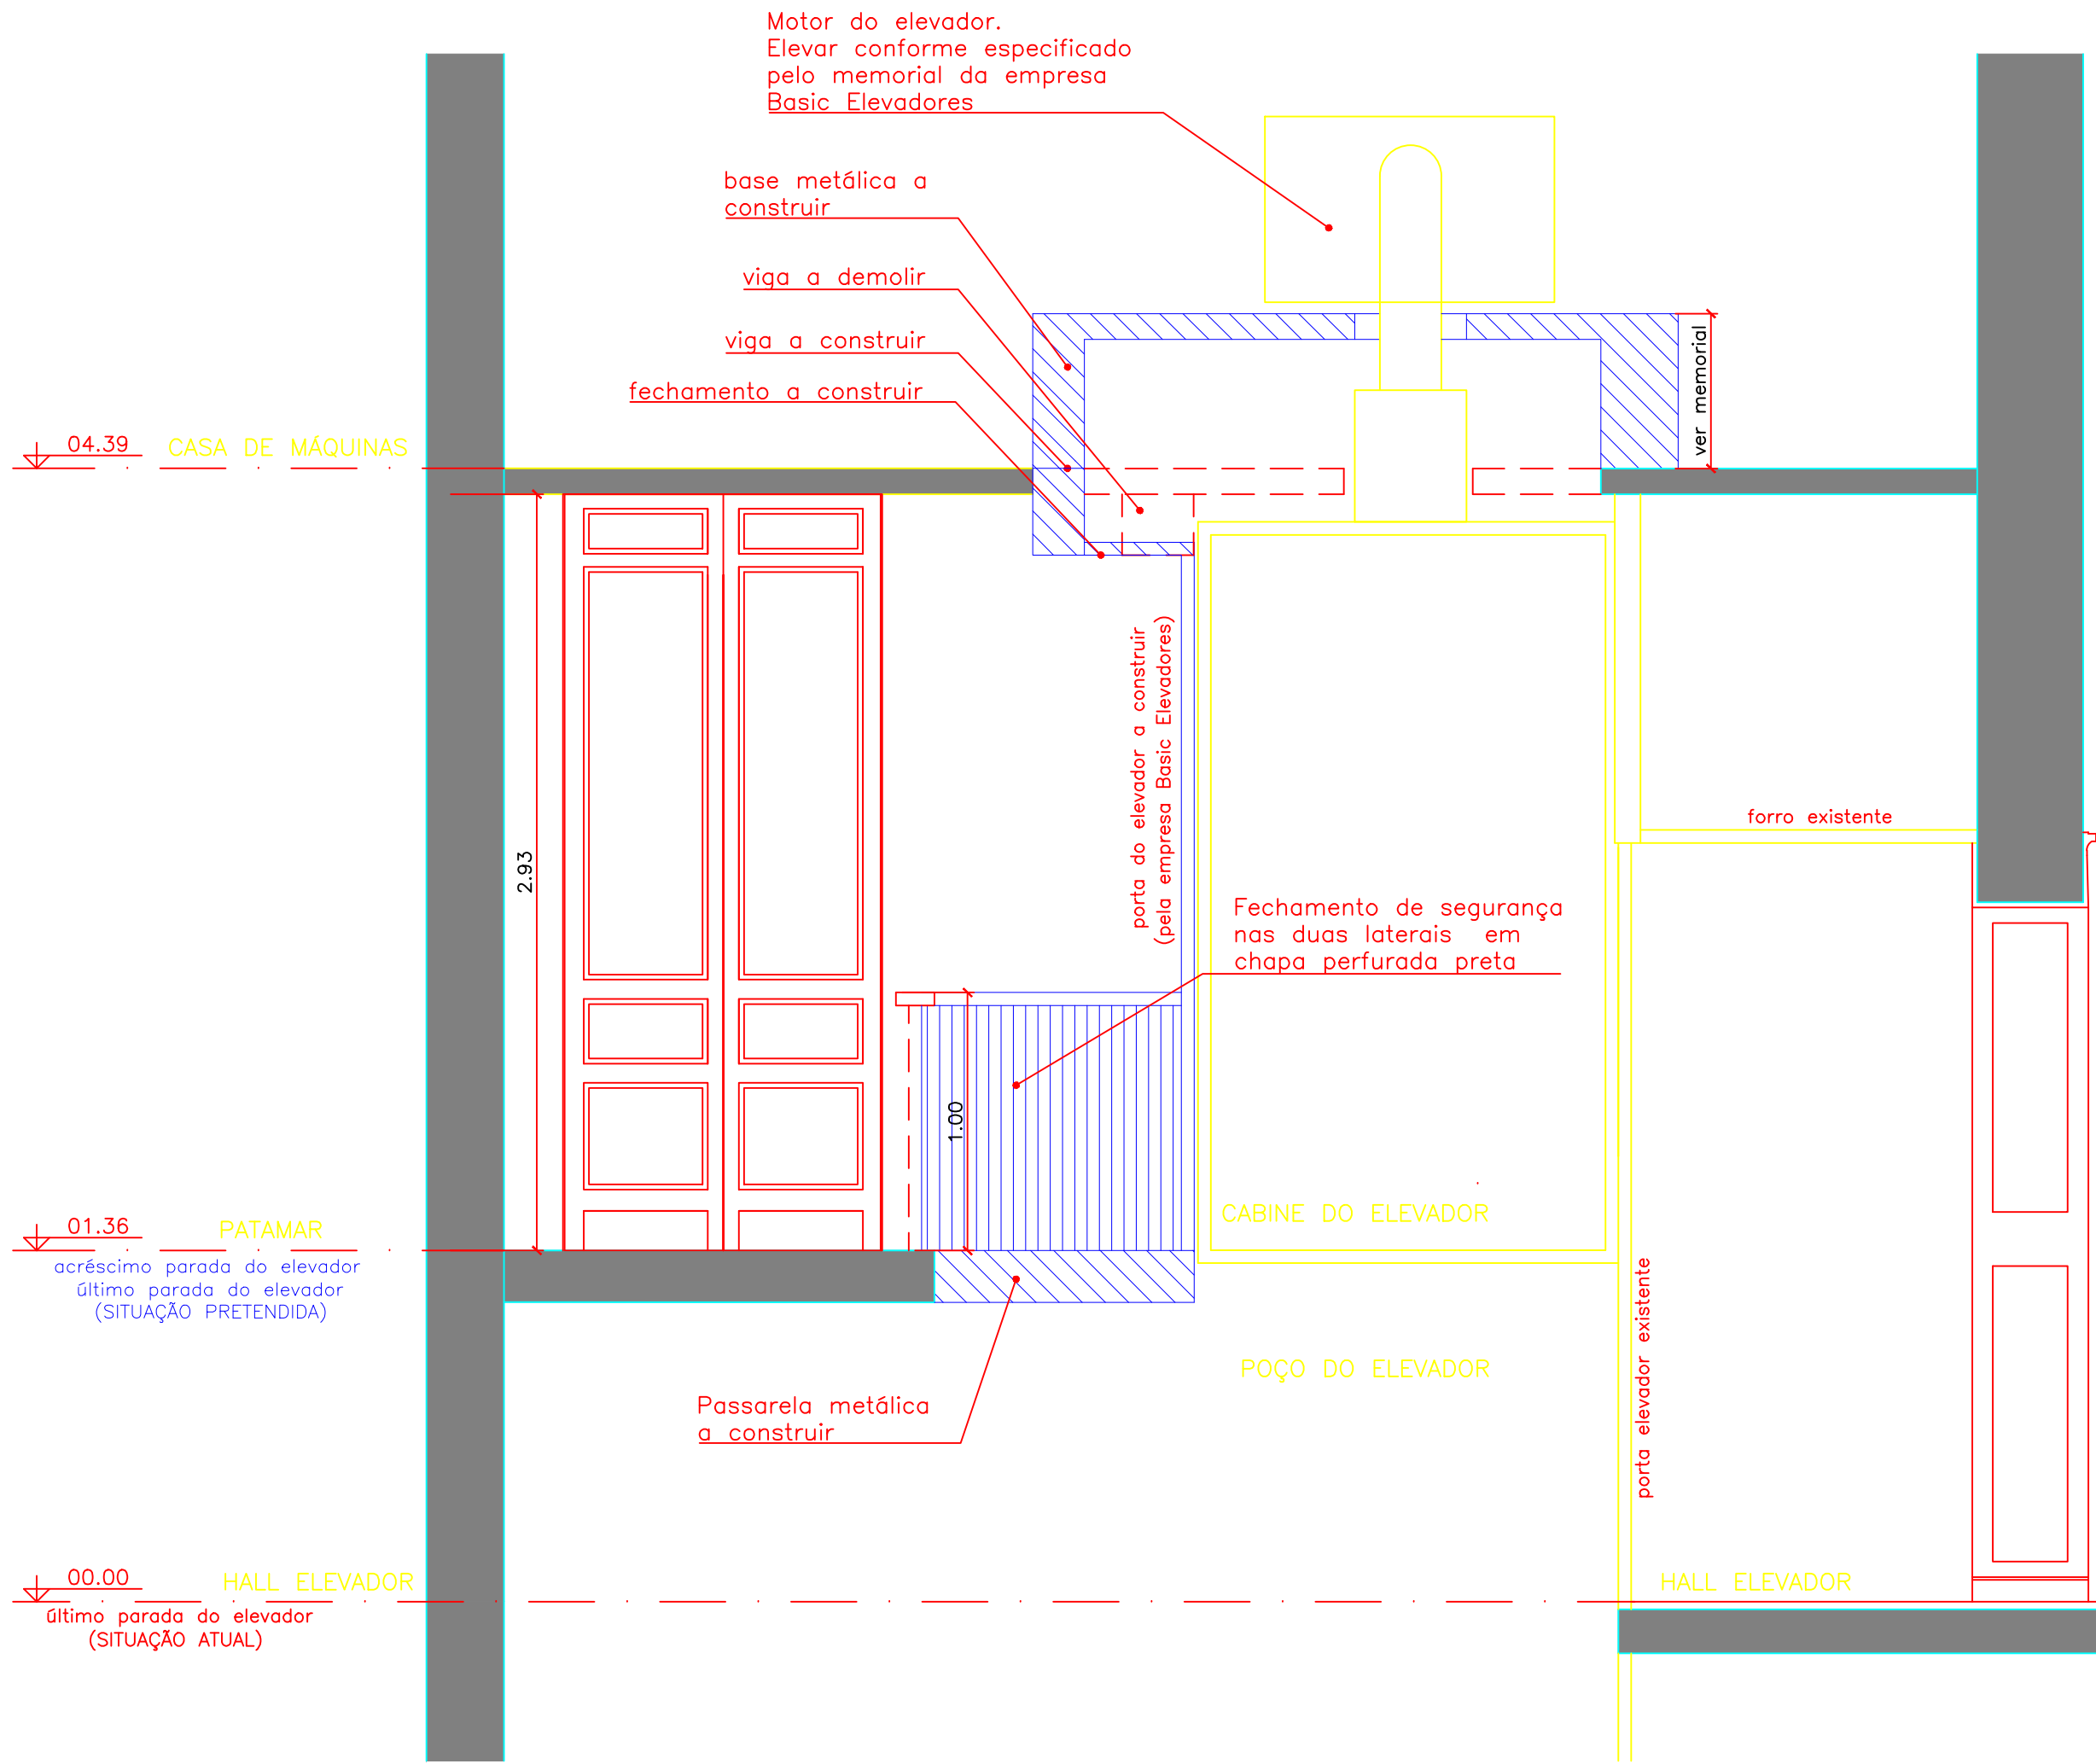 Motor do elevador.
Elevar conforme especificado
pelo memorial da empresa
Basic Elevadores
base metálica a
construir
viga a demolir
viga a construir
fechamento a construir
ver memorial
04.39
CASA DE MÁQUINAS
2.93
porta do elevador a construir
(pela empresa Basic Elevadores)
forro existente
Fechamento de segurança
nas duas laterais em
chapa perfurada preta
1.00
CABINE DO ELEVADOR
01.36
PATAMAR
acréscimo parada do elevador
último parada do elevador
(SITUAÇÃO PRETENDIDA)
POÇO DO ELEVADOR
porta elevador existente
Passarela metálica
a construir
00.00
HALL ELEVADOR
último parada do elevador
(SITUAÇÃO ATUAL)
HALL ELEVADOR